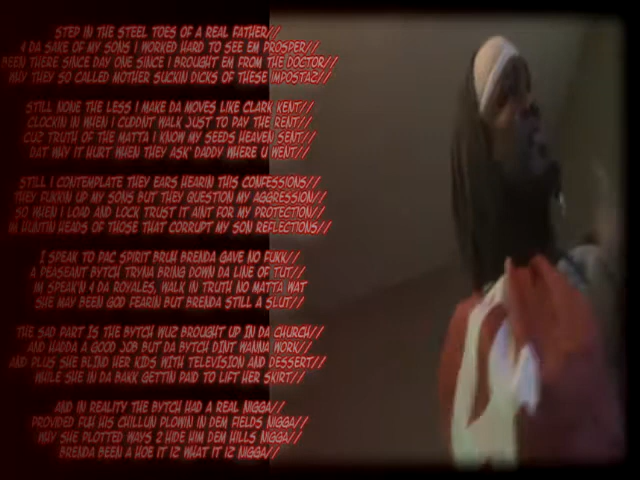 STEP IN THE STEEL TOES OF A REAL FATHER//
4 DA SAKE OF MY SONS I WORKED HARD TO SEE EM PROSPER//
BEEN THERE SINCE DAY ONE SINCE I BROUGHT EM FROM THE DOCTOR//
WHY THEY SO CALLED MOTHER SUCKIN DICKS OF THESE IMPOSTAZ//
STILL NONE THE LESS I MAKE DA MOVES LIKE CLARK KENT//
CLOCKIN IN WHEN I CUDDNT WALK JUST TO PAY THE RENT//
CUZ TRUTH OF THE MATTA I KNOW MY SEEDS HEAVEN SENT//
DAT WHY IT HURT WHEN THEY ASK' DADDY WHERE U WENT//
STILL I CONTEMPLATE THEY EARS HEARIN THIS CONFESSIONS//
THEY FUKKIN UP MY SONS BUT THEY QUESTION MY AGGRESSION//
SO WHEN I LOAD AND LOCK TRUST IT AINT FOR MY PROTECTION//
IM HUNTIN HEADS OF THOSE THAT CORRUPT MY SON REFLECTIONS//
I SPEAK TO PAC SPIRIT BRUH BRENDA GAVE NO FUKK//
A PEASEANT BYTCH TRYNA BRING DOWN DA LINE OF TUT//
IM SPEAK'N 4 DA ROYALES, WALK IN TRUTH NO MATTA WAT
SHE MAY BEEN GOD FEARIN BUT BRENDA STILL A SLUT//
THE SAD PART IS THE BYTCH WUZ BROUGHT UP IN DA CHURCH//
AND HADDA A GOOD JOB BUT DA BYTCH DINT WANNA WORK//
AND PLUS SHE BLIND HER KIDS WITH TELEVISION AND DESSERT//
WHILE SHE IN DA BAKK GETTIN PAID TO LIFT HER SKIRT//
AND IN REALITY THE BYTCH HAD A REAL NIGGA//
PROVIDED FUH HIS CHILLUN PLOWIN IN DEM FIELDS NIGGA//
WHY SHE PLOTTED WAYS 2 HIDE HIM DEM HILLS NIGGA//
BRENDA BEEN A HOE IT IZ WHAT IT IZ NIGGA//